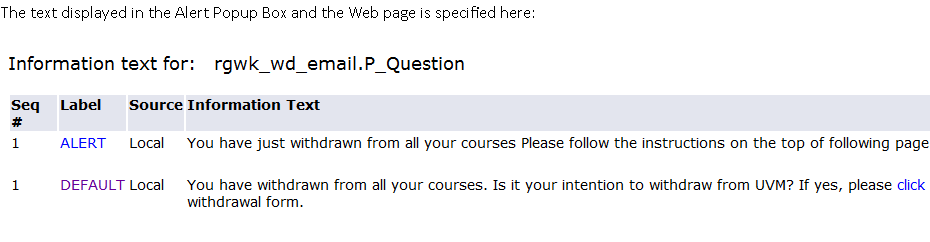 The text displayed in the Alert Popup Box and the Web page is specified here:
Information text for: rgwk_wd_email.P_Question
Seq # Label Source Information Text
1 ALERT Local You have just withdrawn from all your courses Please follow the instructions on the top of following page
1 DEFAULT Local You have withdrawn from all your courses. Is it your intention to withdraw from UVM? If yes, please click
withdrawal form.